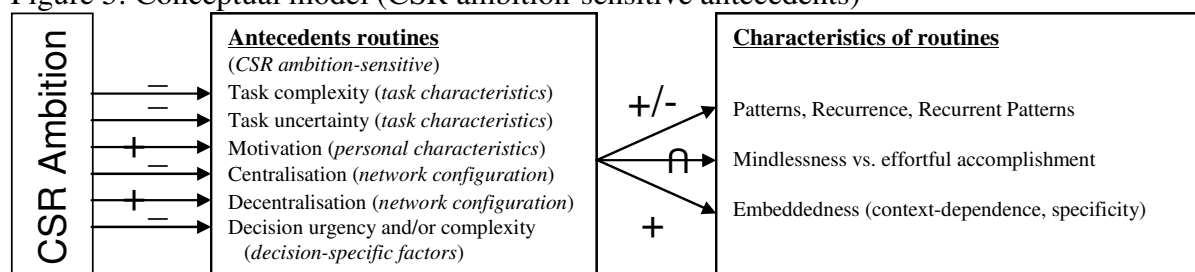 Figure 3: Conceptual model (CSR ambition-sensitive antecedents)
CSR Ambition
Antecedents routines
(CSR ambition-sensitive)
Task complexity (task characteristics)
Task uncertainty (task characteristics)
Motivation (personal characteristics)
Centralisation (network configuration)
Decentralisation (network configuration)
Decision urgency and/or complexity
(decision-specific factors)
–
–
+
–
+
–
+/-
∩
+
Characteristics of routines
Patterns, Recurrence, Recurrent Patterns
Mindlessness vs. effortful accomplishment
Embeddedness (context-dependence, specificity)